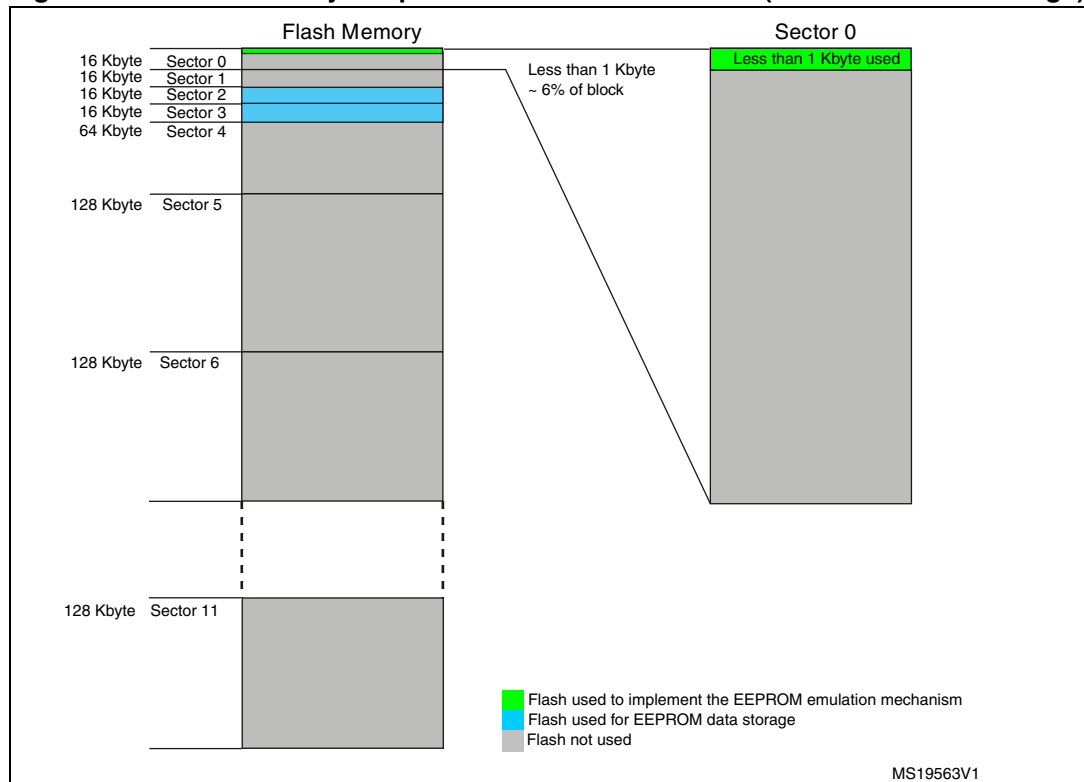 Flash Memory
Sector 0
16 Kbyte Sector 0
16 Kbyte Sector 1
16 Kbyte Sector 2
16 Kbyte Sector 3
64 Kbyte Sector 4
Less than 1 Kbyte
~ 6% of block
Less than 1 Kbyte used
128 Kbyte Sector 5
128 Kbyte Sector 6
128 Kbyte Sector 11
Flash used to implement the EEPROM emulation mechanism
Flash used for EEPROM data storage
Flash not used
MS19563V1